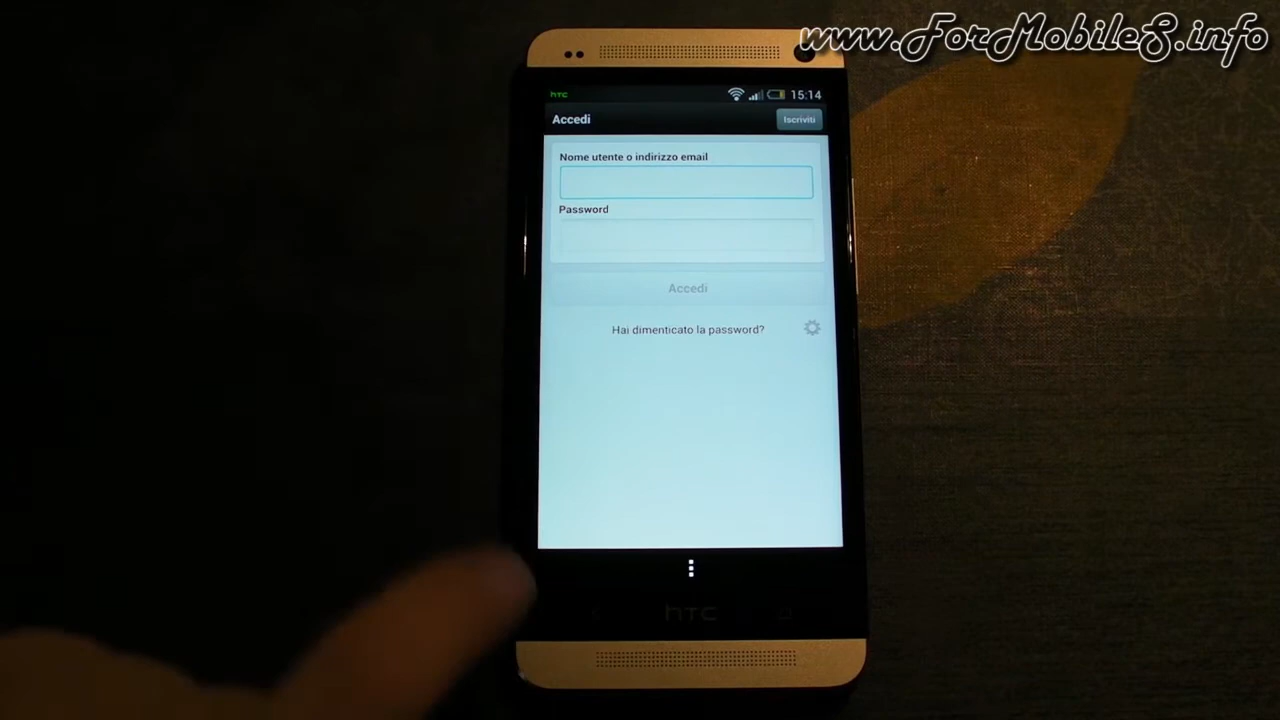 www.ForMobileS.info
hTC 15:14
Accedi Iscriviti
Nome utente o indirizzo email
Password
Accedi
Hai dimenticato la password?
hTC